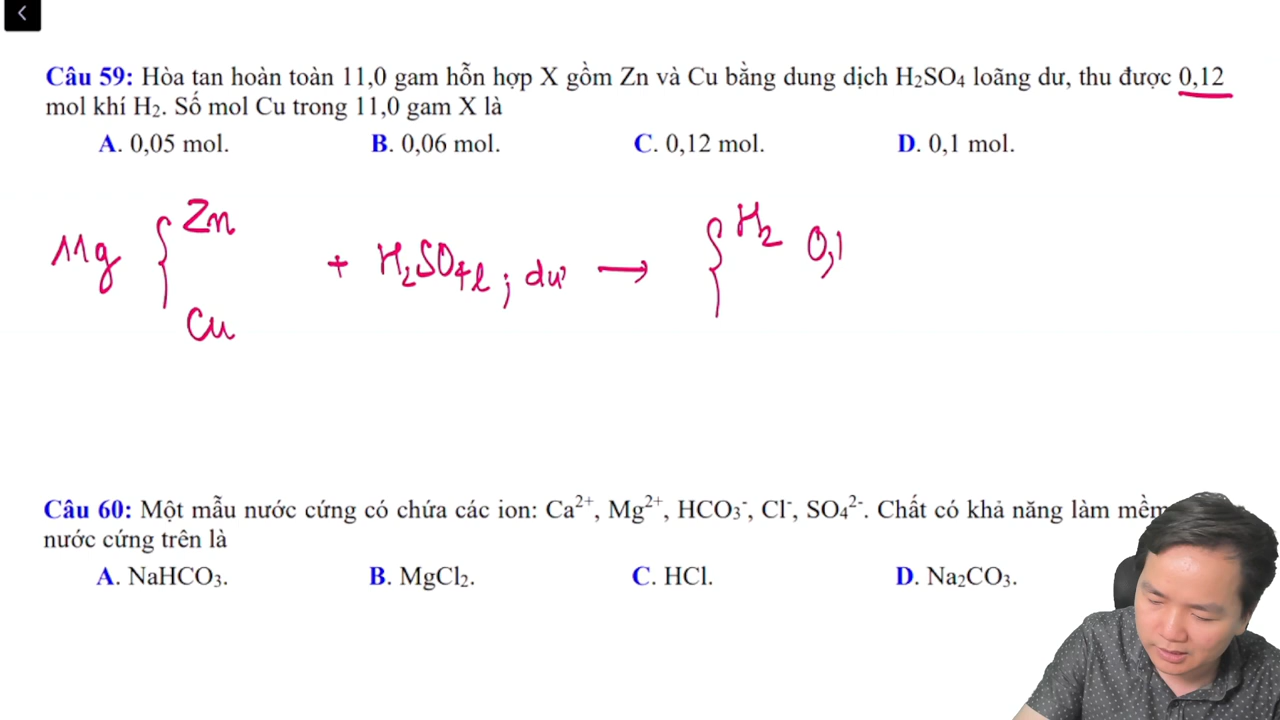 Câu 59: Hòa tan hoàn toàn 11,0 gam hỗn hợp X gồm Zn và Cu bằng dung dịch H₂SO₄ loãng dư, thu được 0,12
mol khí H₂. Số mol Cu trong 11,0 gam X là
A. 0,05 mol. B. 0,06 mol. C. 0,12 mol. D. 0,1 mol.
11g { Zn + H₂SO₄ l ; dư → { H₂ 0,1
Cu
Câu 60: Một mẫu nước cứng có chứa các ion: Ca²⁺, Mg²⁺, HCO₃⁻, Cl⁻, SO₄²⁻. Chất có khả năng làm mềm
nước cứng trên là
A. NaHCO₃. B. MgCl₂. C. HCl. D. Na₂CO₃.